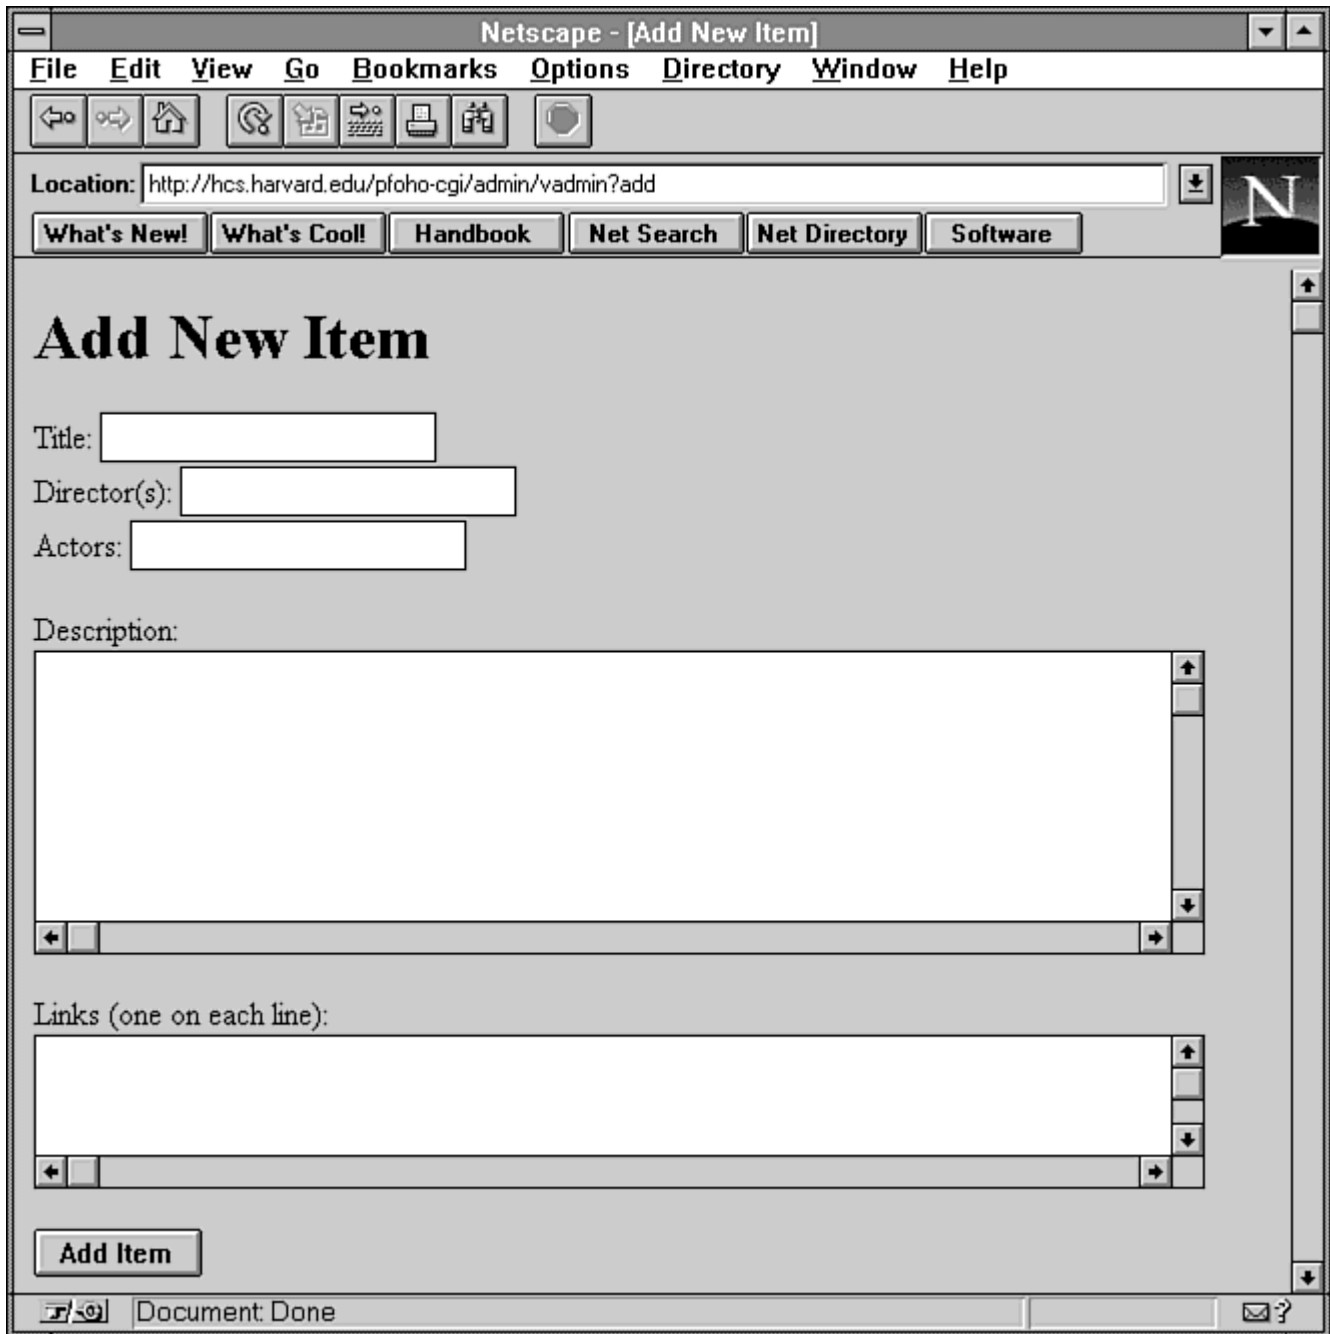 Netscape - [Add New Item]
File Edit View Go Bookmarks Options Directory Window Help
Location: http://hcs.harvard.edu/pfoho-cgi/admin/vadmin?add
N
What's New! What's Cool! Handbook Net Search Net Directory Software
Add New Item
Title:
Director(s):
Actors:
Description:
Links (one on each line):
Add Item
Document: Done
?